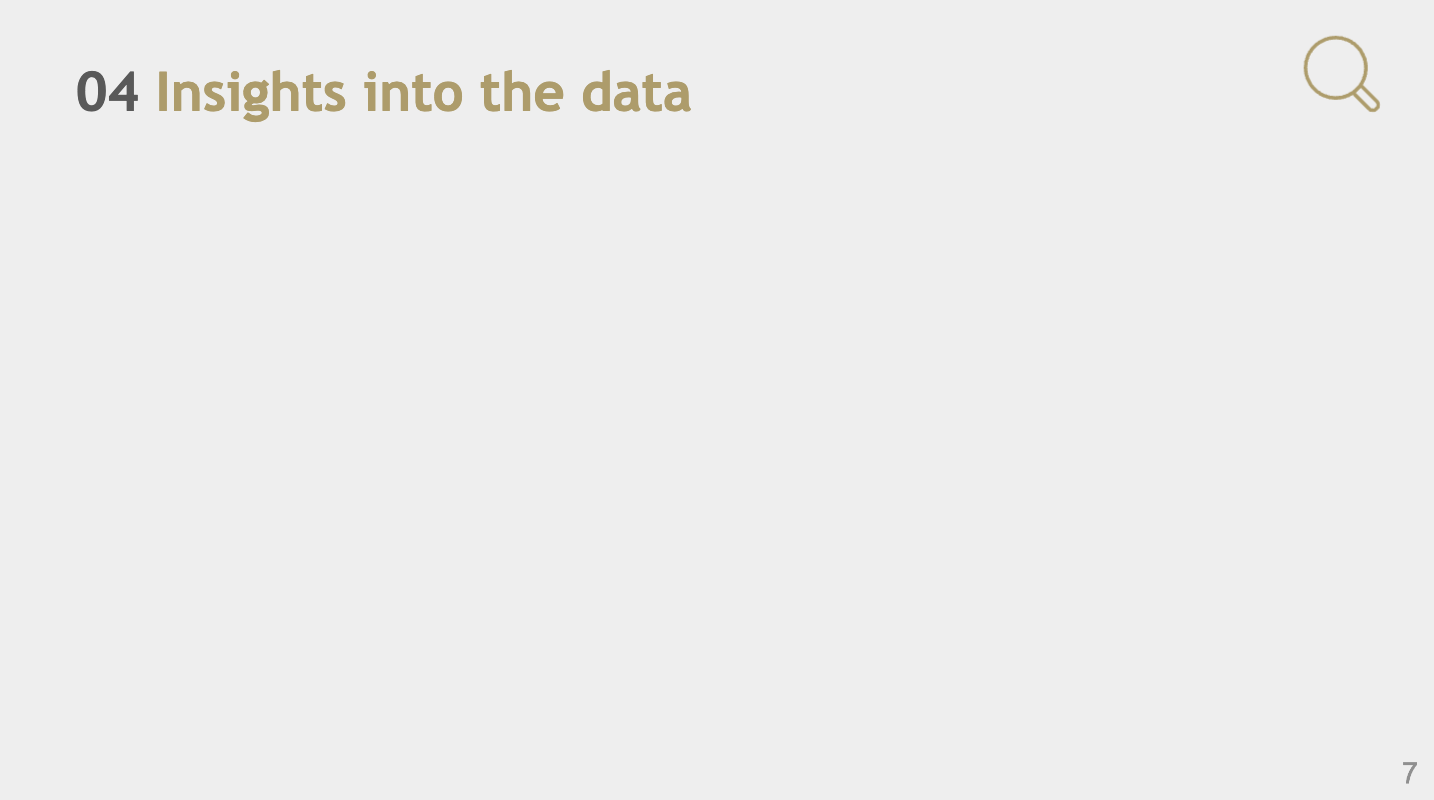 04 Insights into the data
7